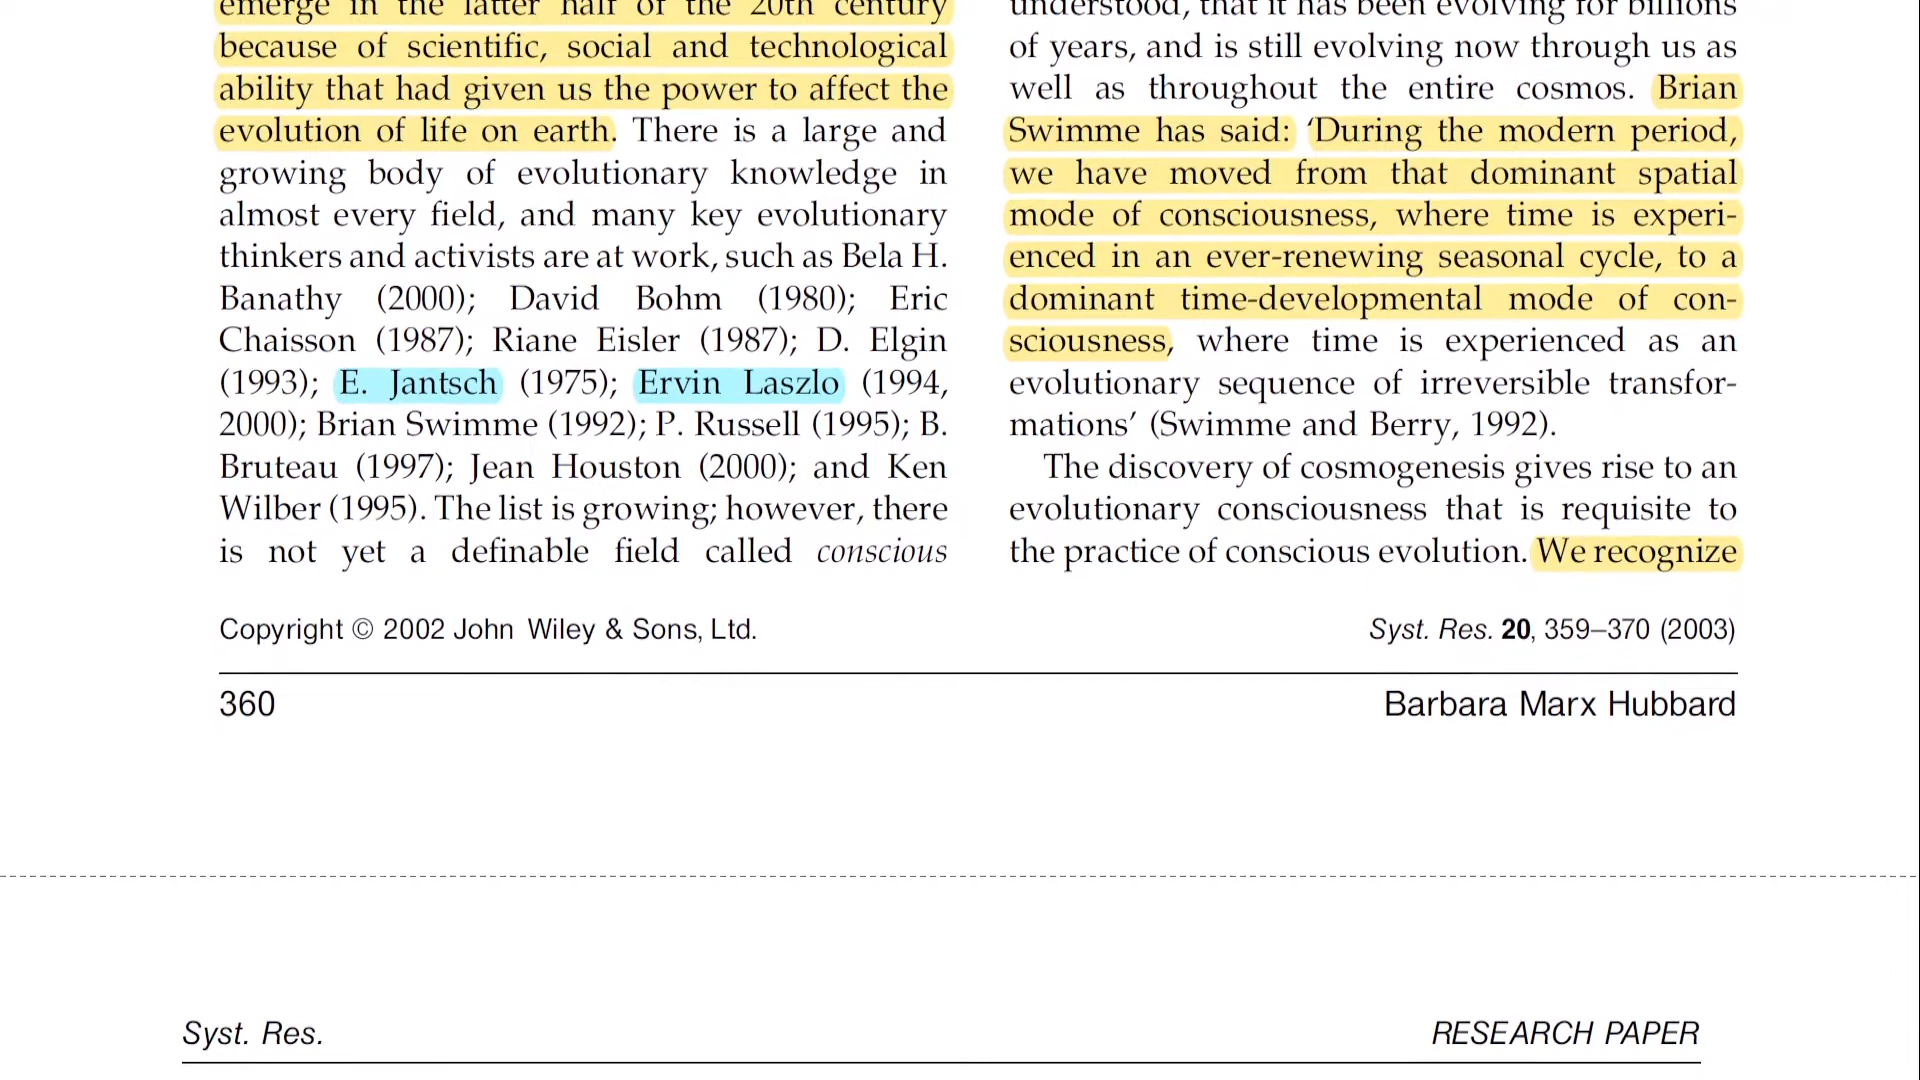 emerge in the latter half of the 20th century
because of scientific, social and technological
ability that had given us the power to affect the
evolution of life on earth. There is a large and
growing body of evolutionary knowledge in
almost every field, and many key evolutionary
thinkers and activists are at work, such as Bela H.
Banathy (2000); David Bohm (1980); Eric
Chaisson (1987); Riane Eisler (1987); D. Elgin
(1993); E. Jantsch (1975); Ervin Laszlo (1994,
2000); Brian Swimme (1992); P. Russell (1995); B.
Bruteau (1997); Jean Houston (2000); and Ken
Wilber (1995). The list is growing; however, there
is not yet a definable field called conscious
understood, that it has been evolving for billions
of years, and is still evolving now through us as
well as throughout the entire cosmos. Brian
Swimme has said: ‘During the modern period,
we have moved from that dominant spatial
mode of consciousness, where time is experi-
enced in an ever-renewing seasonal cycle, to a
dominant time-developmental mode of con-
sciousness, where time is experienced as an
evolutionary sequence of irreversible transfor-
mations’ (Swimme and Berry, 1992).
The discovery of cosmogenesis gives rise to an
evolutionary consciousness that is requisite to
the practice of conscious evolution. We recognize
Copyright © 2002 John Wiley & Sons, Ltd.
Syst. Res. 20, 359–370 (2003)
360
Barbara Marx Hubbard
Syst. Res.
RESEARCH PAPER